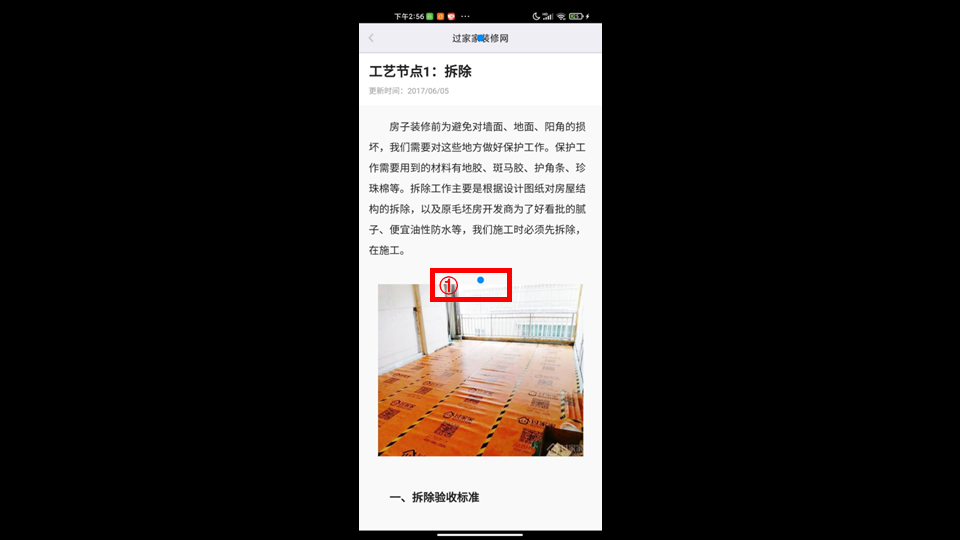 下午2:56
过家家装修网
工艺节点1：拆除
更新时间：2017/06/05
房子装修前为避免对墙面、地面、阳角的损
坏，我们需要对这些地方做好保护工作。保护工
作需要用到的材料有地胶、斑马胶、护角条、珍
珠棉等。拆除工作主要是根据设计图纸对房屋结
构的拆除，以及原毛坯房开发商为了好看批的腻
子、便宜油性防水等，我们施工时必须先拆除，
在施工。
①
过家家
一、拆除验收标准